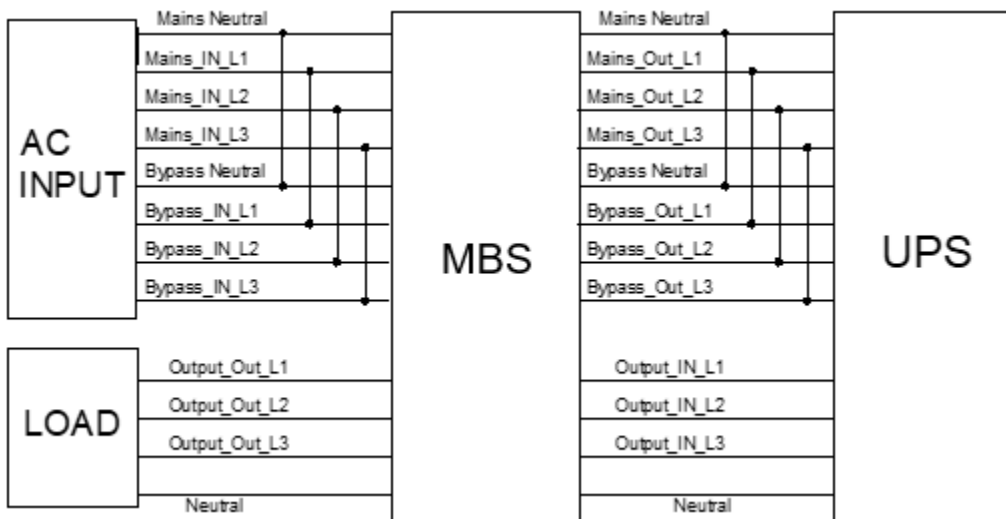 Mains Neutral
Mains_IN_L1
Mains_IN_L2
Mains_IN_L3
Bypass Neutral
Bypass_IN_L1
Bypass_IN_L2
Bypass_IN_L3
AC
INPUT
MBS
Mains Neutral
Mains_Out_L1
Mains_Out_L2
Mains_Out_L3
Bypass Neutral
Bypass_Out_L1
Bypass_Out_L2
Bypass_Out_L3
UPS
LOAD
Output_Out_L1
Output_Out_L2
Output_Out_L3
Neutral
Output_IN_L1
Output_IN_L2
Output_IN_L3
Neutral